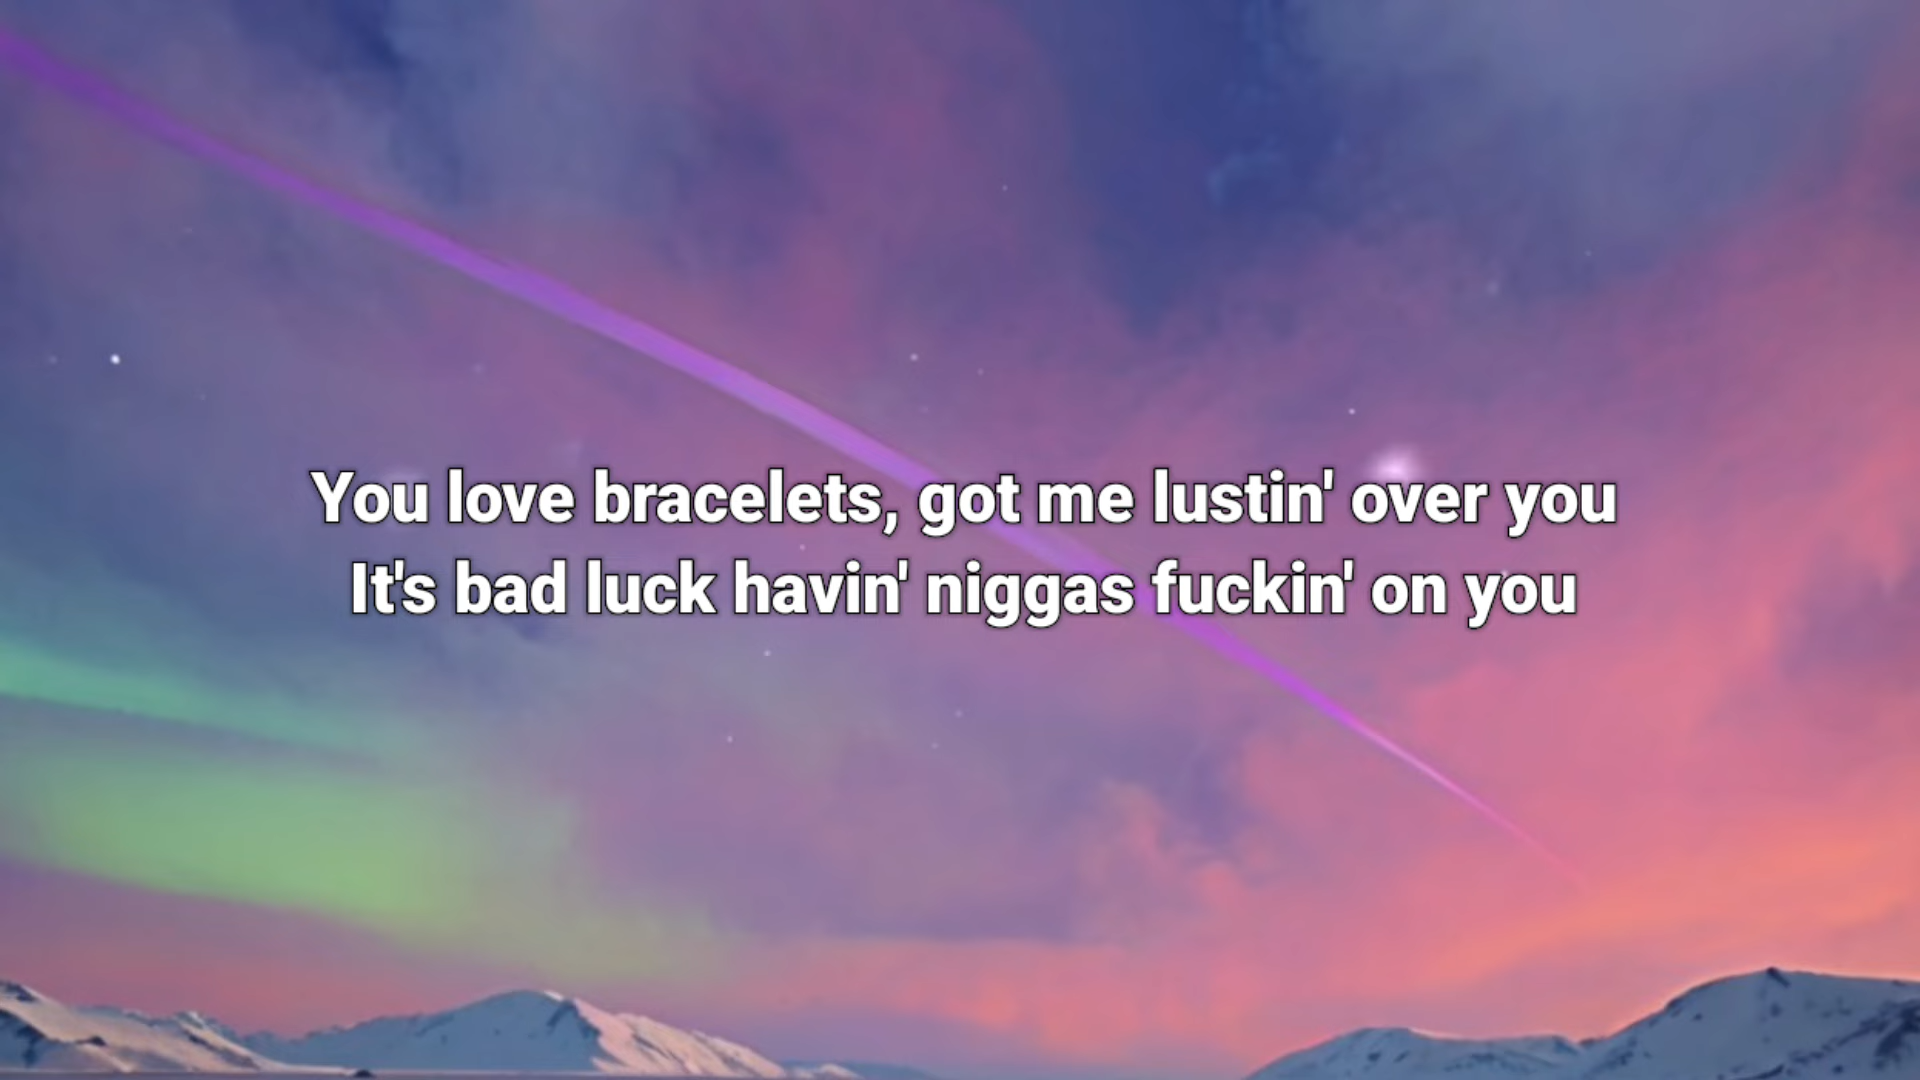 You love bracelets, got me lustin' over you
It's bad luck havin' niggas fuckin' on you